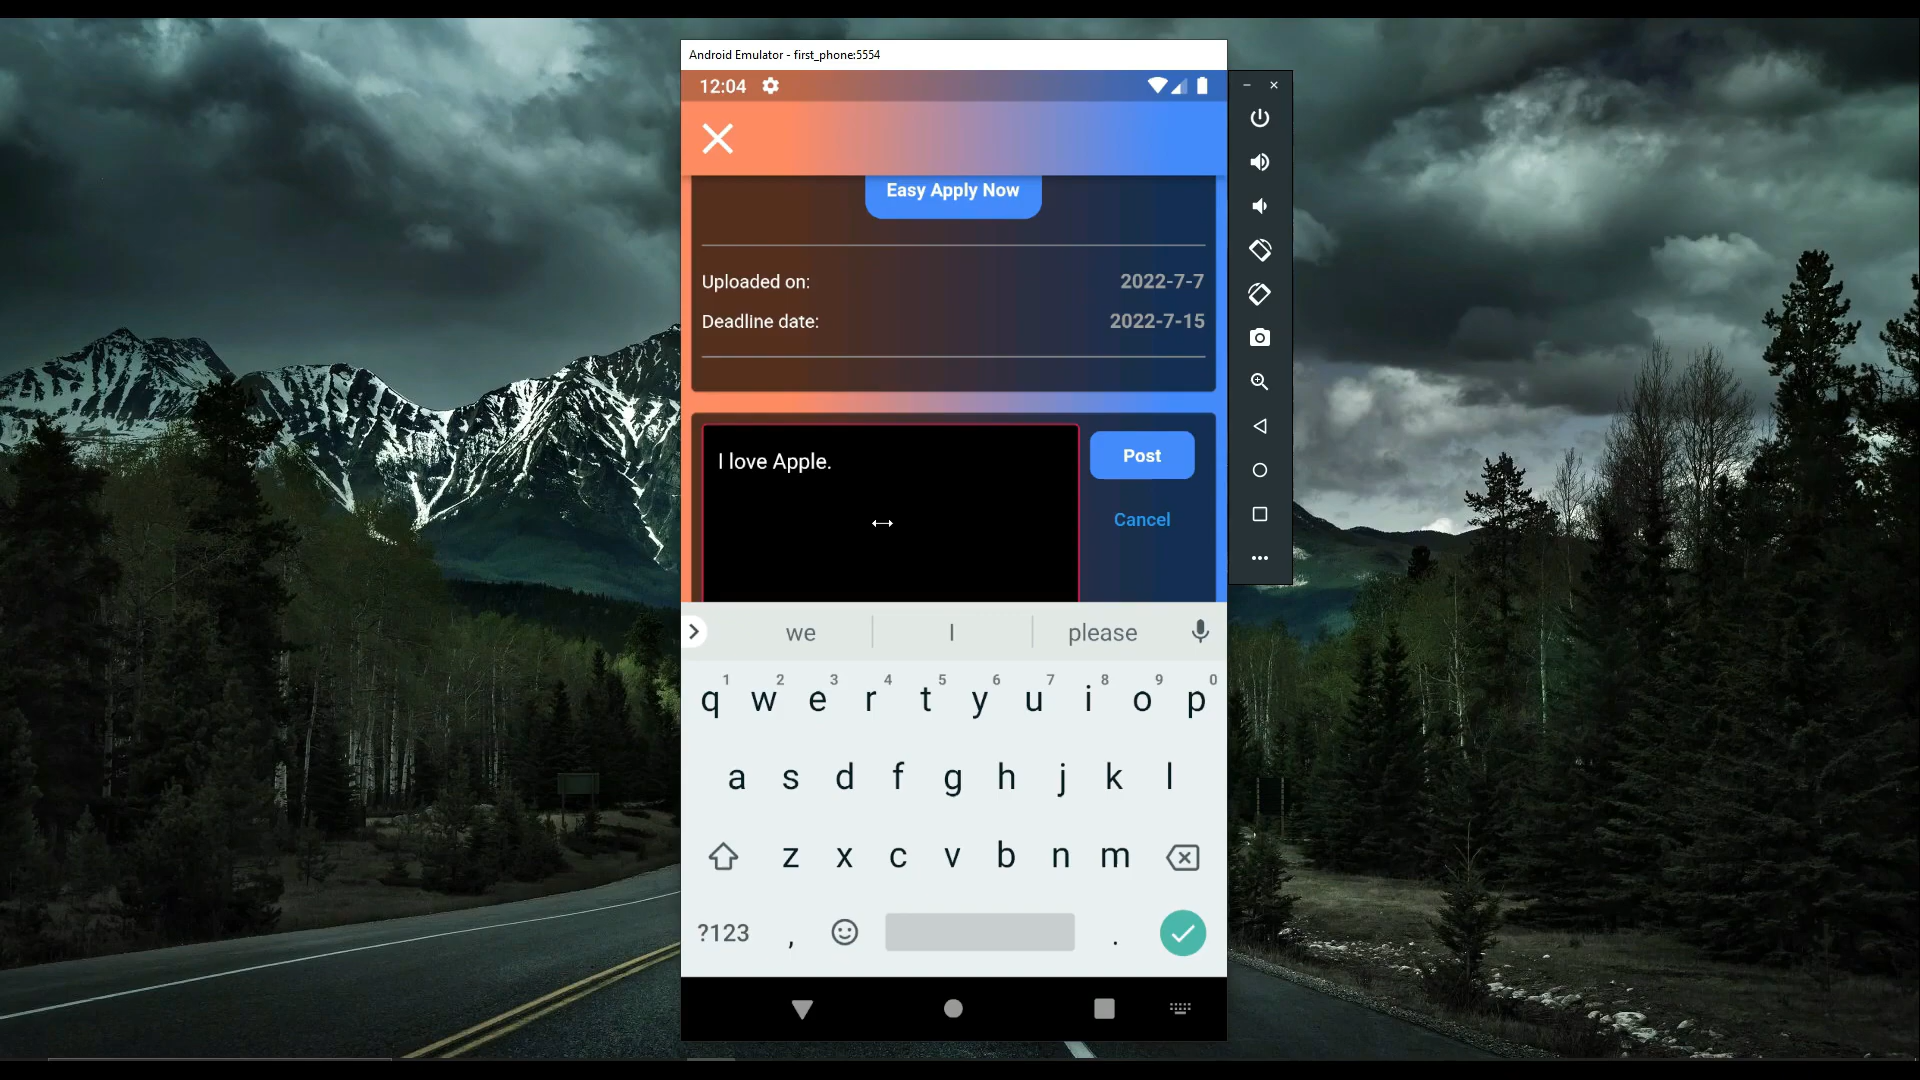 Android Emulator - first_phone:5554
12:04
Easy Apply Now
Uploaded on: 2022-7-7
Deadline date: 2022-7-15
I love Apple.
Post
Cancel
we I please
1 2 3 4 5 6 7 8 9 0
q w e r t y u i o p
a s d f g h j k l
z x c v b n m
?123 , .